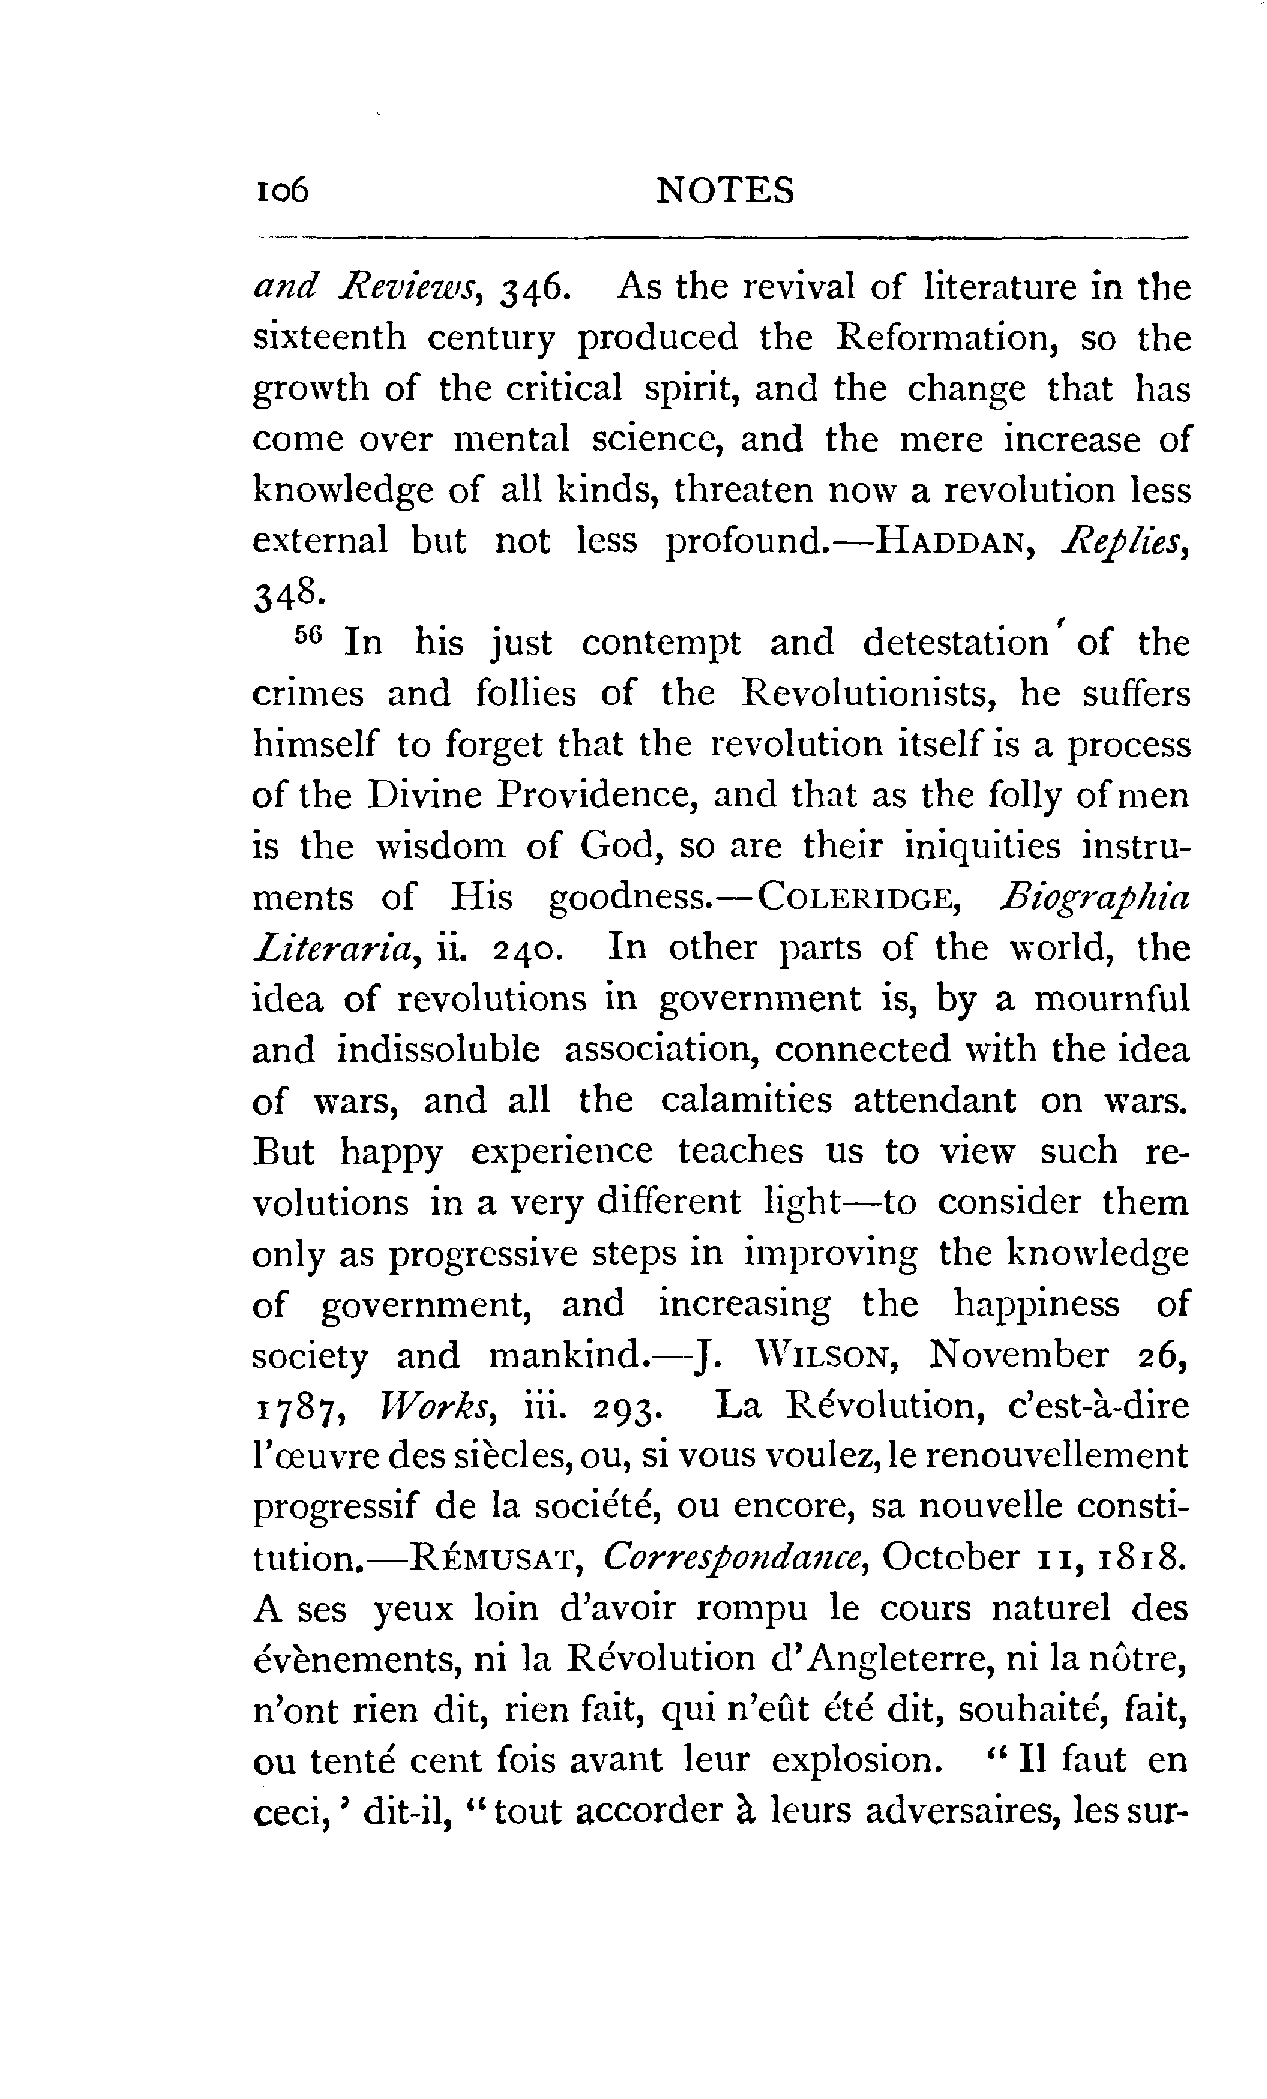 106 NOTES
and Reviews, 346. As the revival of literature in the
sixteenth century produced the Reformation, so the
growth of the critical spirit, and the change that has
come over mental science, and the mere increase of
knowledge of all kinds, threaten now a revolution less
external but not less profound.—HADDAN, Replies,
348.
56 In his just contempt and detestation of the
crimes and follies of the Revolutionists, he suffers
himself to forget that the revolution itself is a process
of the Divine Providence, and that as the folly of men
is the wisdom of God, so are their iniquities instru-
ments of His goodness.—COLERIDGE, Biographia
Literaria, ii. 240. In other parts of the world, the
idea of revolutions in government is, by a mournful
and indissoluble association, connected with the idea
of wars, and all the calamities attendant on wars.
But happy experience teaches us to view such re-
volutions in a very different light—to consider them
only as progressive steps in improving the knowledge
of government, and increasing the happiness of
society and mankind.—J. WILSON, November 26,
1787, Works, iii. 293. La Révolution, c'est-à-dire
l'œuvre des siècles, ou, si vous voulez, le renouvellement
progressif de la société, ou encore, sa nouvelle consti-
tution.—RÉMUSAT, Correspondance, October 11, 1818.
A ses yeux loin d'avoir rompu le cours naturel des
évènements, ni la Révolution d'Angleterre, ni la nôtre,
n'ont rien dit, rien fait, qui n'eût été dit, souhaité, fait,
ou tenté cent fois avant leur explosion. “Il faut en
ceci,’ dit-il, “tout accorder à leurs adversaires, les sur-